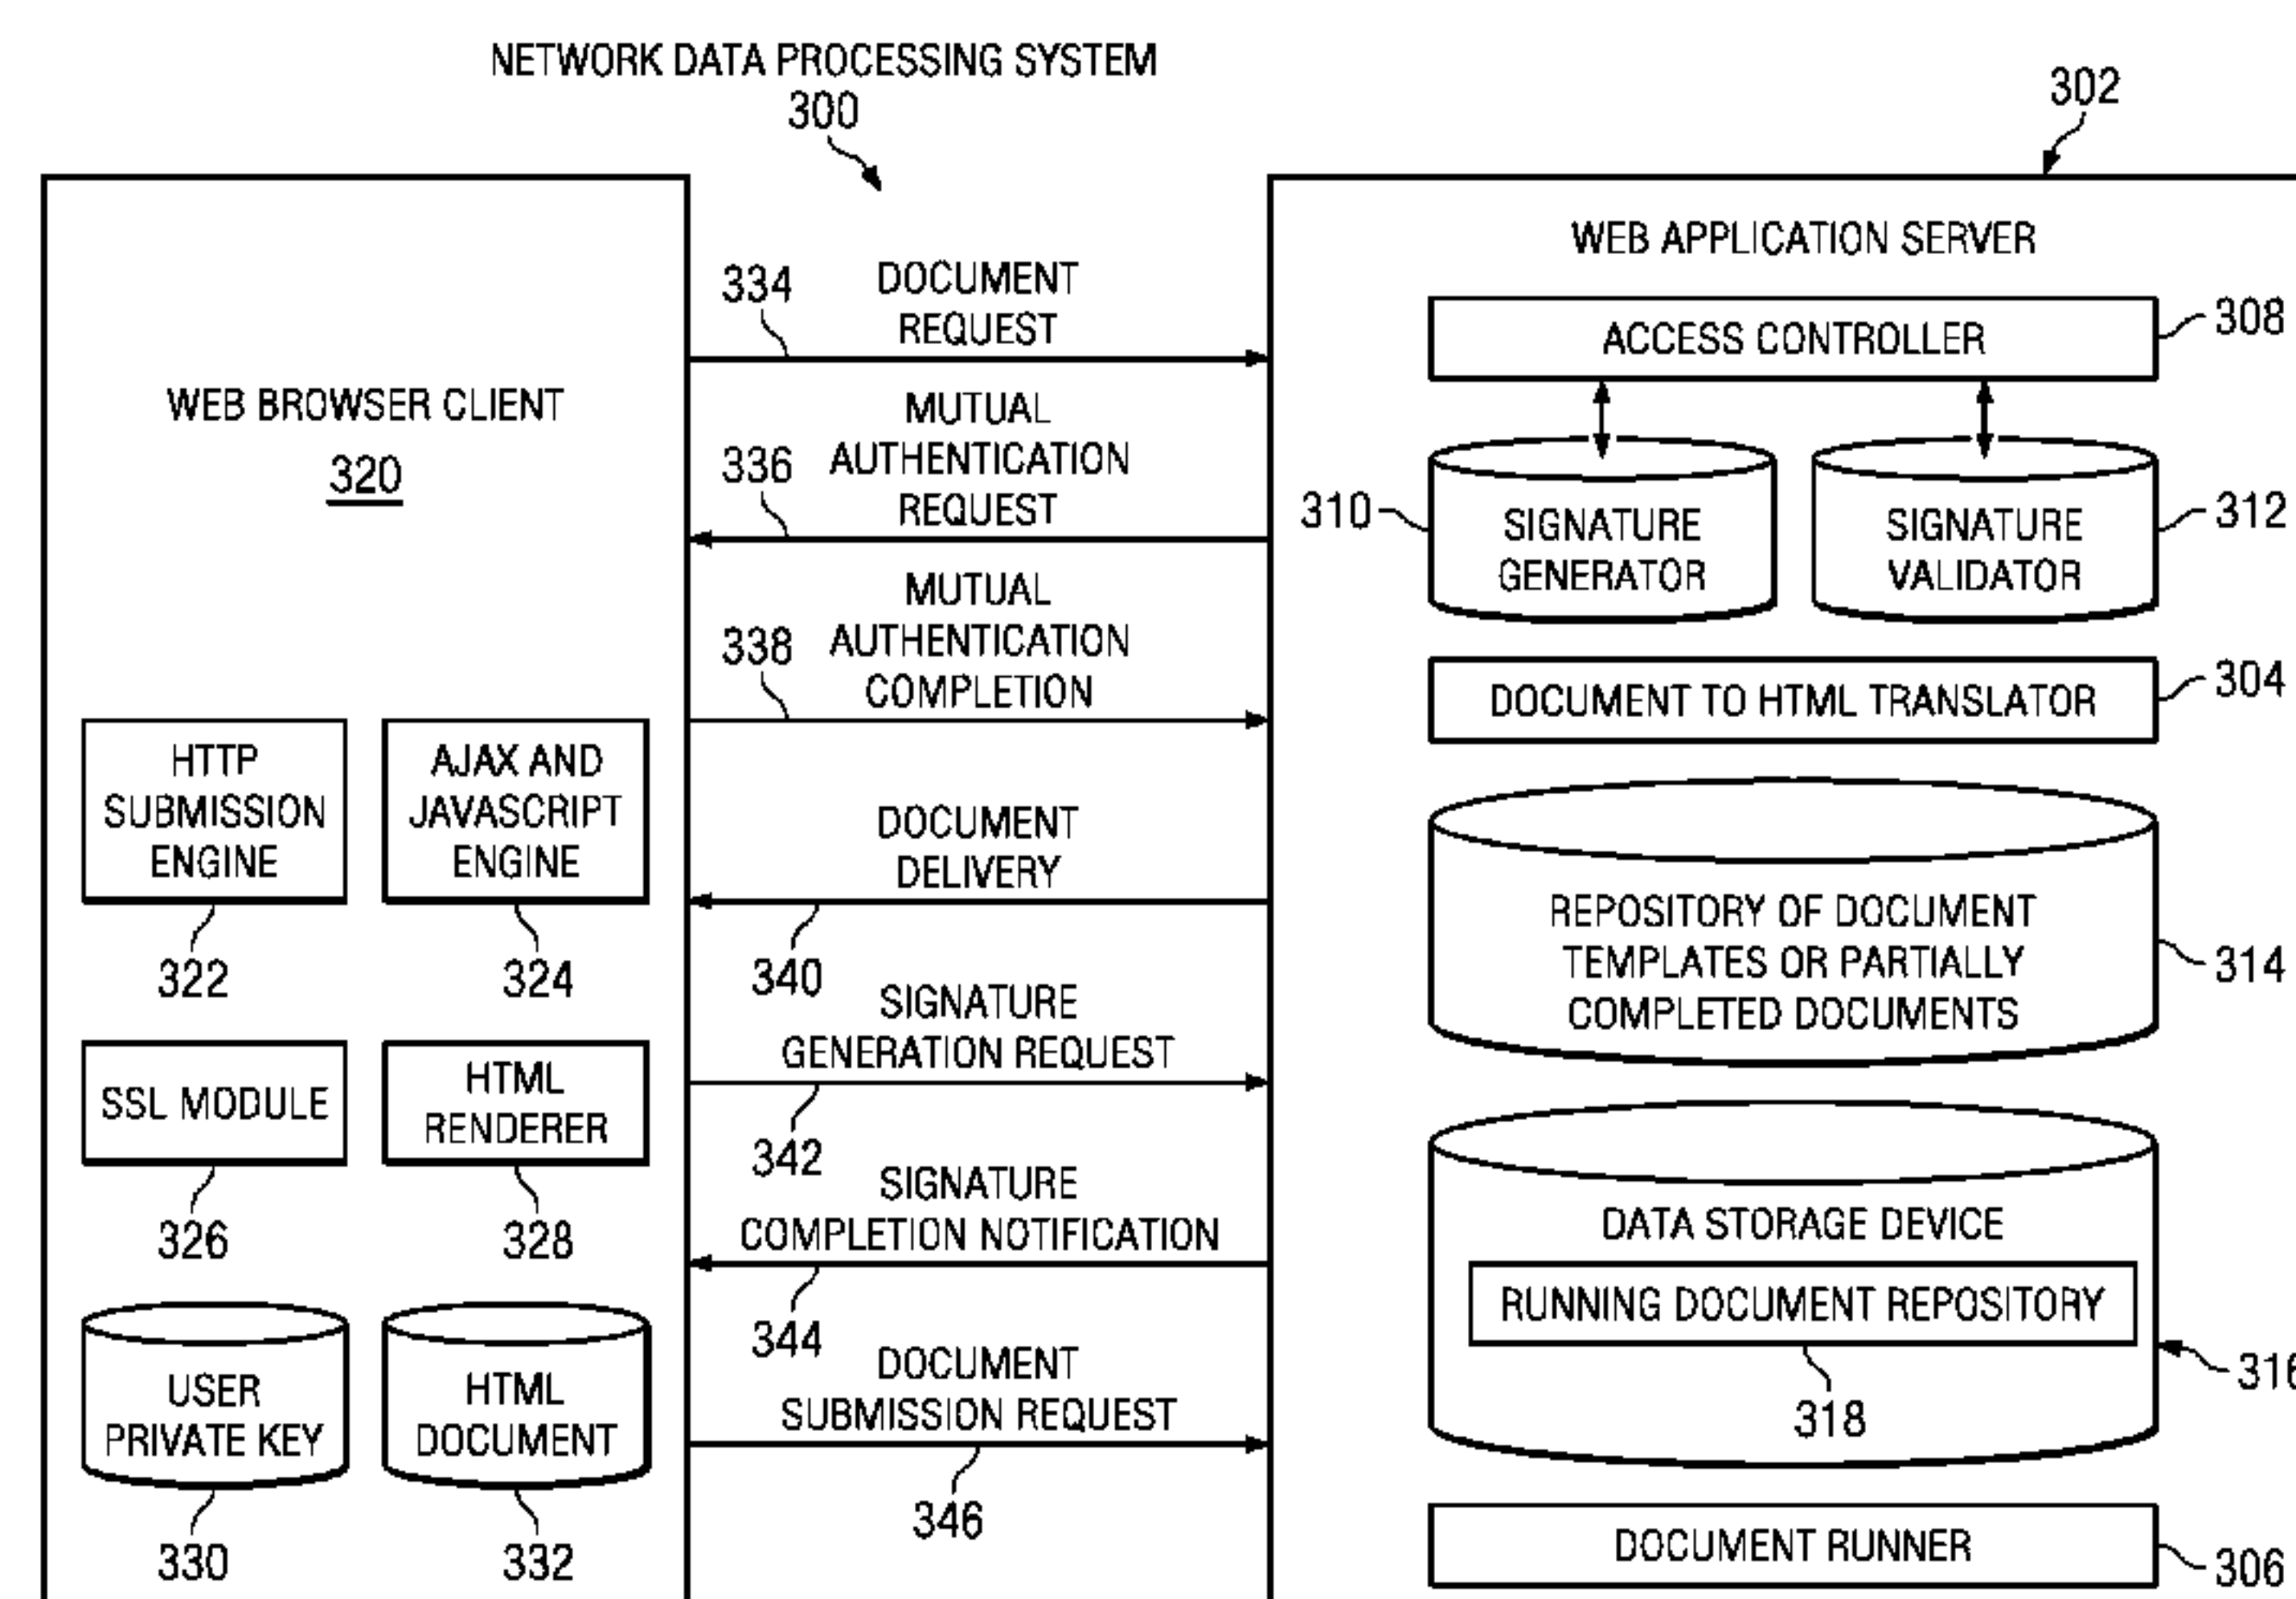 NETWORK DATA PROCESSING SYSTEM
300
302
WEB BROWSER CLIENT
320
HTTP
SUBMISSION
ENGINE
322
AJAX AND
JAVASCRIPT
ENGINE
324
SSL MODULE
326
HTML
RENDERER
328
USER
PRIVATE KEY
330
HTML
DOCUMENT
332
334
DOCUMENT
REQUEST
336
MUTUAL
AUTHENTICATION
REQUEST
338
MUTUAL
AUTHENTICATION
COMPLETION
DOCUMENT
DELIVERY
340
SIGNATURE
GENERATION REQUEST
342
SIGNATURE
COMPLETION NOTIFICATION
344
DOCUMENT
SUBMISSION REQUEST
346
WEB APPLICATION SERVER
ACCESS CONTROLLER
308
310
SIGNATURE
GENERATOR
SIGNATURE
VALIDATOR
312
DOCUMENT TO HTML TRANSLATOR
304
REPOSITORY OF DOCUMENT
TEMPLATES OR PARTIALLY
COMPLETED DOCUMENTS
314
DATA STORAGE DEVICE
RUNNING DOCUMENT REPOSITORY
318
316
DOCUMENT RUNNER
306